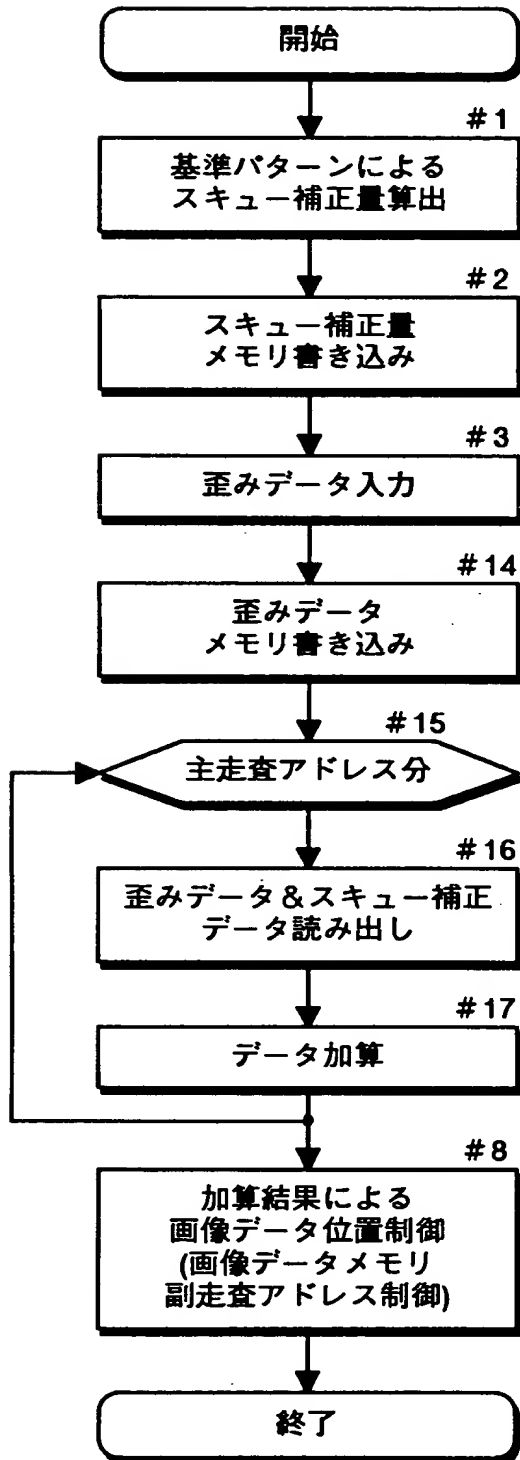 開始
#1
基準パターンによる
スキュー補正量算出
#2
スキュー補正量
メモリ書き込み
#3
歪みデータ入力
#14
歪みデータ
メモリ書き込み
#15
主走査アドレス分
#16
歪みデータ&スキュー補正
データ読み出し
#17
データ加算
#8
加算結果による
画像データ位置制御
(画像データメモリ
副走査アドレス制御)
終了